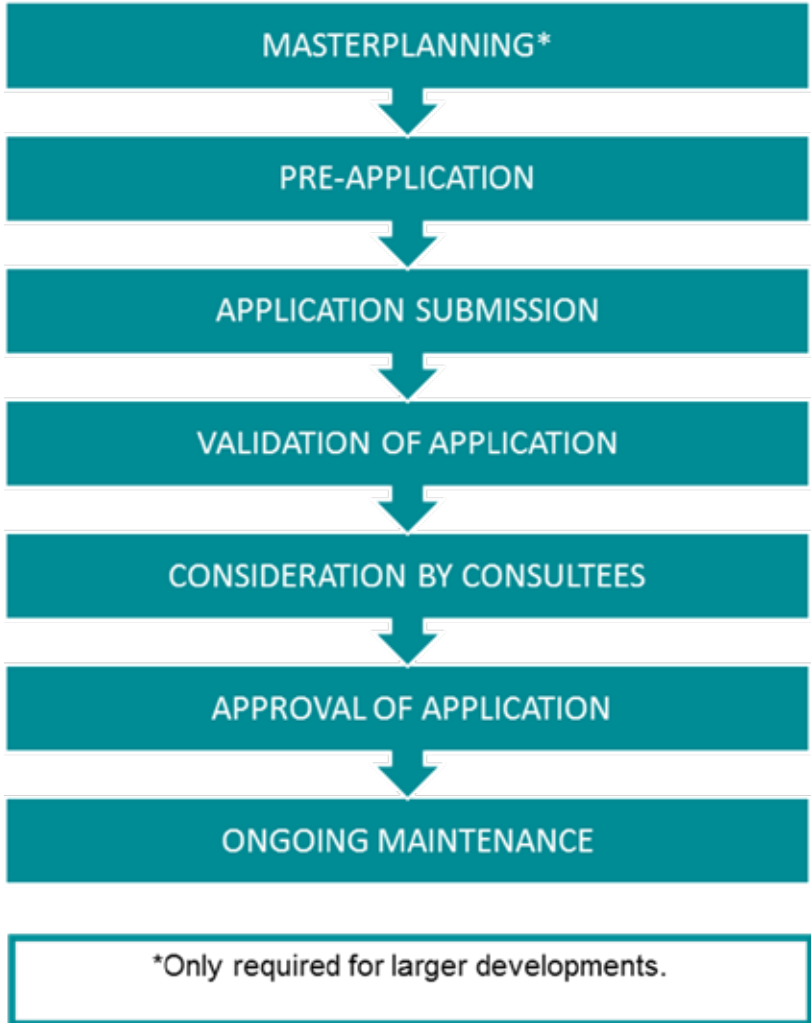 MASTERPLANNING*
PRE-APPLICATION
APPLICATION SUBMISSION
VALIDATION OF APPLICATION
CONSIDERATION BY CONSULTEES
APPROVAL OF APPLICATION
ONGOING MAINTENANCE
*Only required for larger developments.